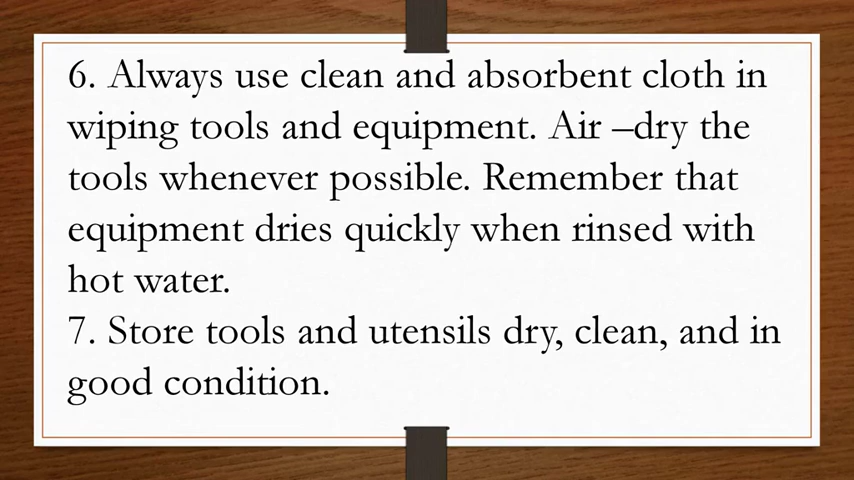 6. Always use clean and absorbent cloth in
wiping tools and equipment. Air –dry the
tools whenever possible. Remember that
equipment dries quickly when rinsed with
hot water.
7. Store tools and utensils dry, clean, and in
good condition.